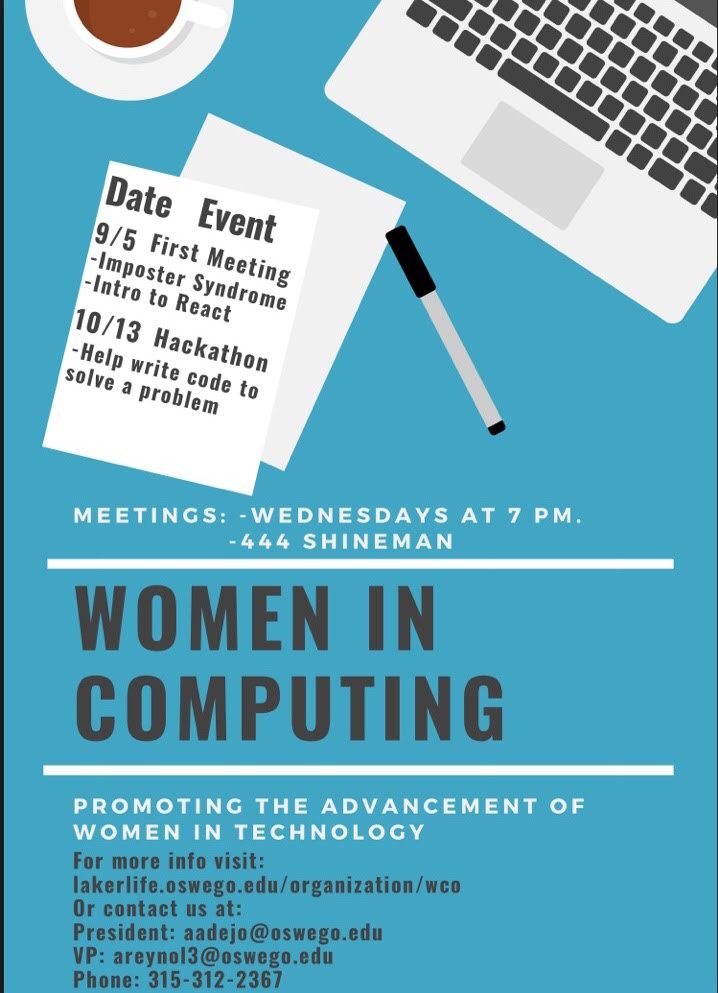 Date Event
9/5 First Meeting
-Imposter Syndrome
-Intro to React
10/13 Hackathon
-Help write code to
solve a problem
MEETINGS: -WEDNESDAYS AT 7 PM.
-444 SHINEMAN
WOMEN IN
COMPUTING
PROMOTING THE ADVANCEMENT OF
WOMEN IN TECHNOLOGY
For more info visit:
lakerlife.oswego.edu/organization/wco
Or contact us at:
President: aadejo@oswego.edu
VP: areynol3@oswego.edu
Phone: 315-312-2367